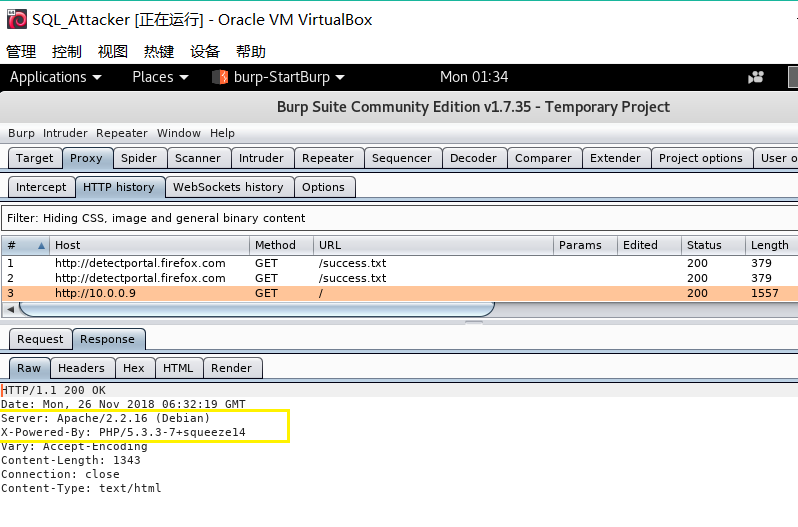 SQL_Attacker [正在运行] - Oracle VM VirtualBox
管理 控制 视图 热键 设备 帮助
Applications Places burp-StartBurp Mon 01:34
Burp Suite Community Edition v1.7.35 - Temporary Project
Burp Intruder Repeater Window Help
Target Proxy Spider Scanner Intruder Repeater Sequencer Decoder Comparer Extender Project options User o
Intercept HTTP history WebSockets history Options
Filter: Hiding CSS, image and general binary content
# Host Method URL Params Edited Status Length
1 http://detectportal.firefox.com GET /success.txt 200 379
2 http://detectportal.firefox.com GET /success.txt 200 379
3 http://10.0.0.9 GET / 200 1557
Request Response
Raw Headers Hex HTML Render
HTTP/1.1 200 OK
Date: Mon, 26 Nov 2018 06:32:19 GMT
Server: Apache/2.2.16 (Debian)
X-Powered-By: PHP/5.3.3-7+squeeze14
Vary: Accept-Encoding
Content-Length: 1343
Connection: close
Content-Type: text/html